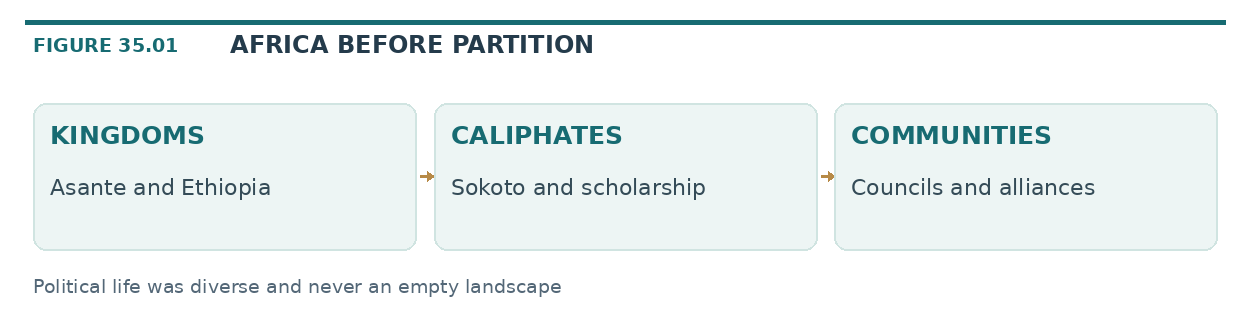 FIGURE 35.01 AFRICA BEFORE PARTITION
KINGDOMS
Asante and Ethiopia
CALIPHATES
Sokoto and scholarship
COMMUNITIES
Councils and alliances
Political life was diverse and never an empty landscape